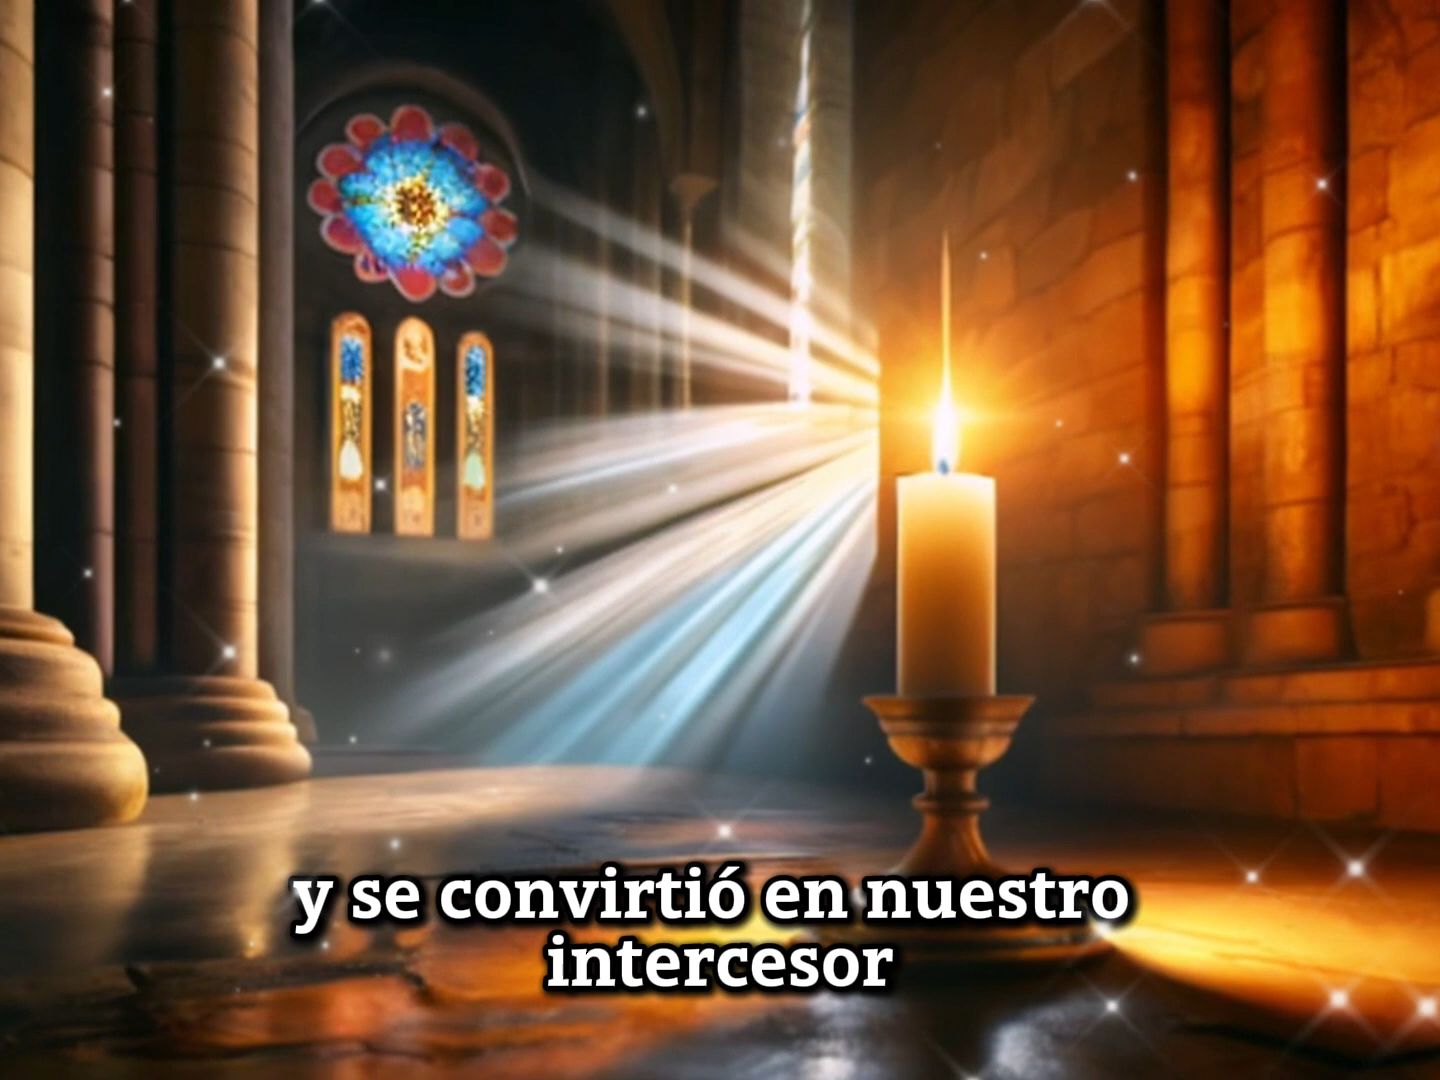 y se convirtió en nuestro
intercesor